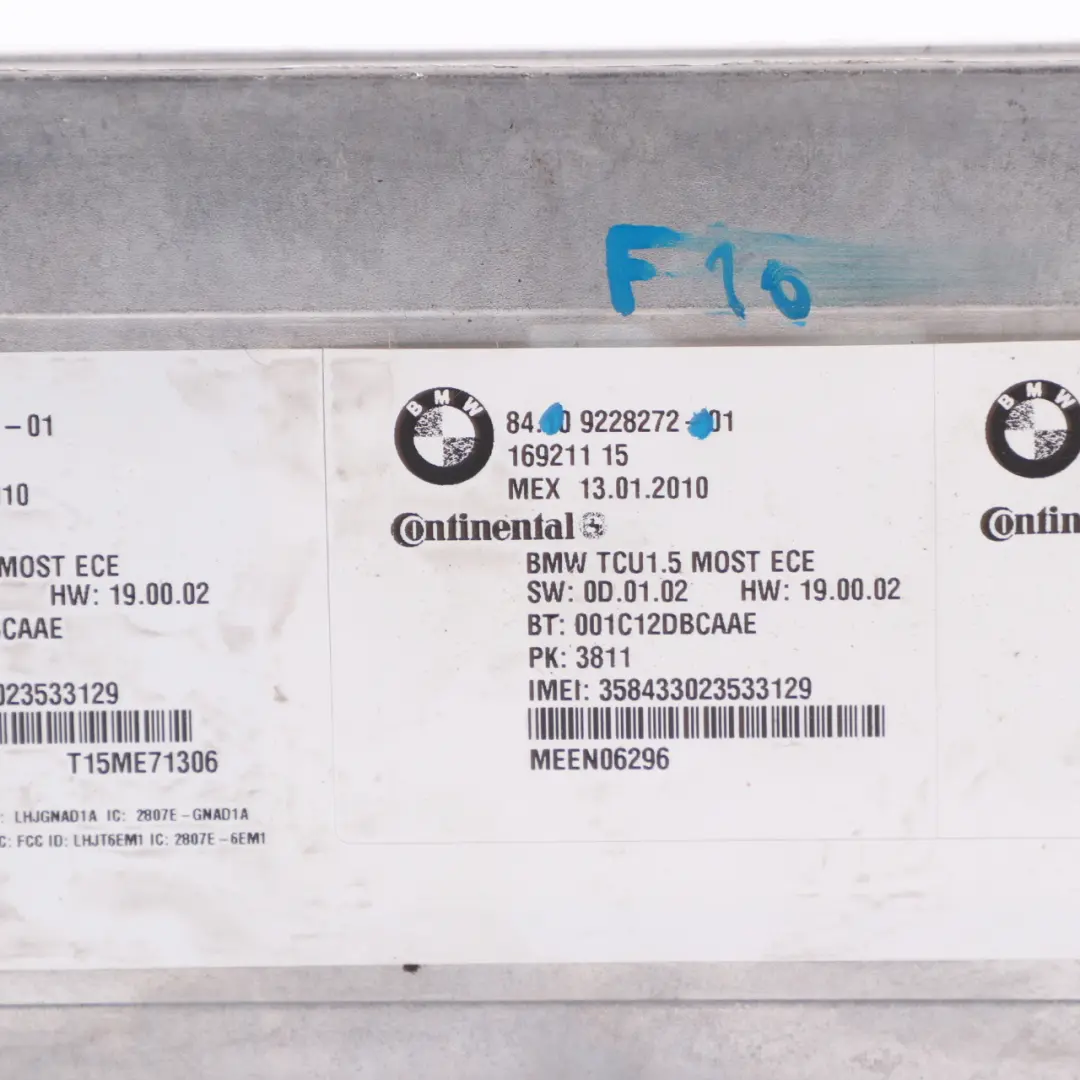 F10
-01
10
MOST ECE
HW: 19.00.02
CAAE
023533129
T15ME71306
: LHJGNAD1A IC: 2807E-GNAD1A
C: FCC ID: LHJT6EM1 IC: 2807E-6EM1
BMW
9228272-01
169211 15
MEX 13.01.2010
Continental
BMW TCU1.5 MOST ECE
SW: 0D.01.02 HW: 19.00.02
BT: 001C12DBCAAE
PK: 3811
IMEI: 358433023533129
MEEN06296
BMW
Contin